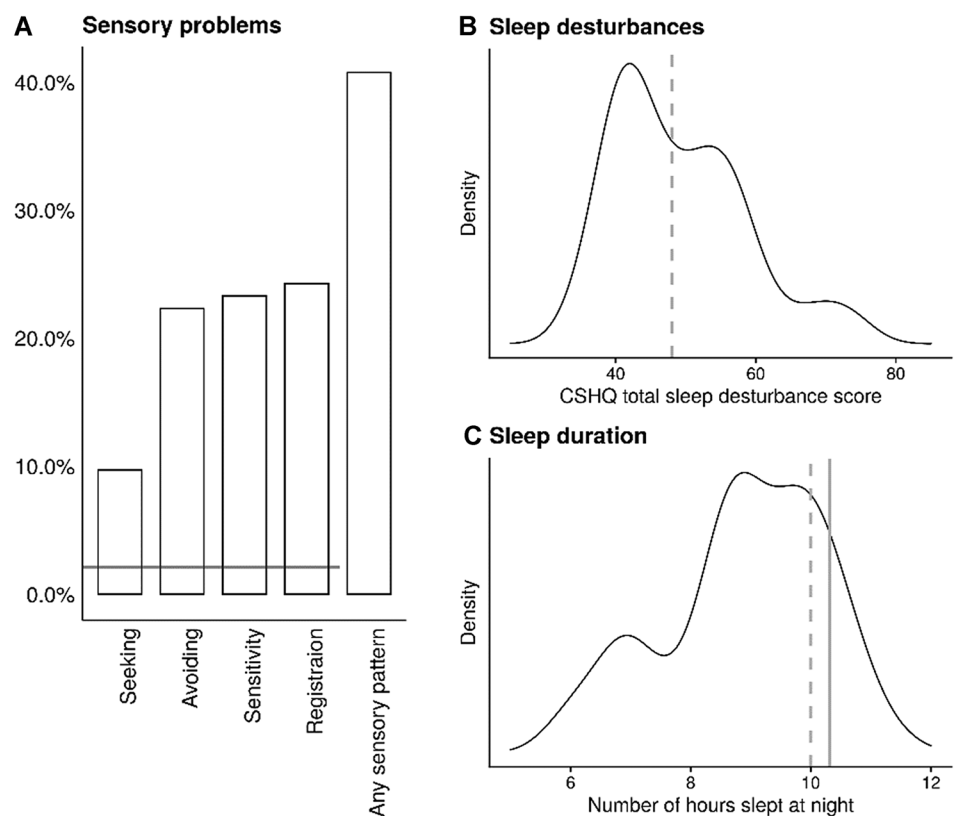 A Sensory problems
40.0%
30.0%
20.0%
10.0%
0.0%
Seeking
Avoiding
Sensitivity
Registraion
Any sensory pattern
B Sleep desturbances
Density
40 60 80
CSHQ total sleep desturbance score
C Sleep duration
Density
6 8 10 12
Number of hours slept at night